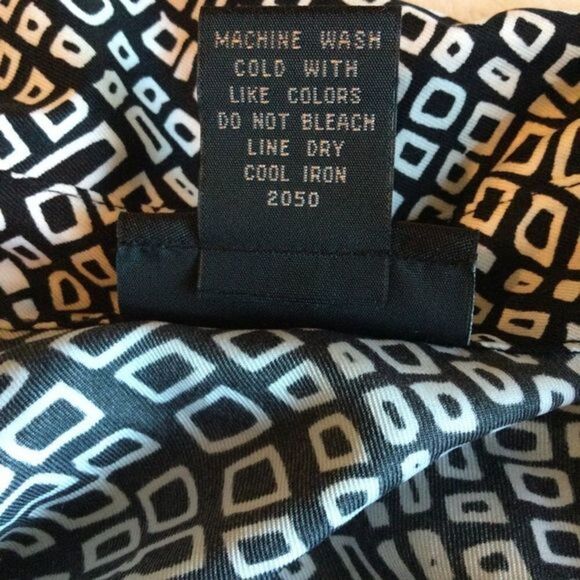 MACHINE WASH
COLD WITH
LIKE COLORS
DO NOT BLEACH
LINE DRY
COOL IRON
2050